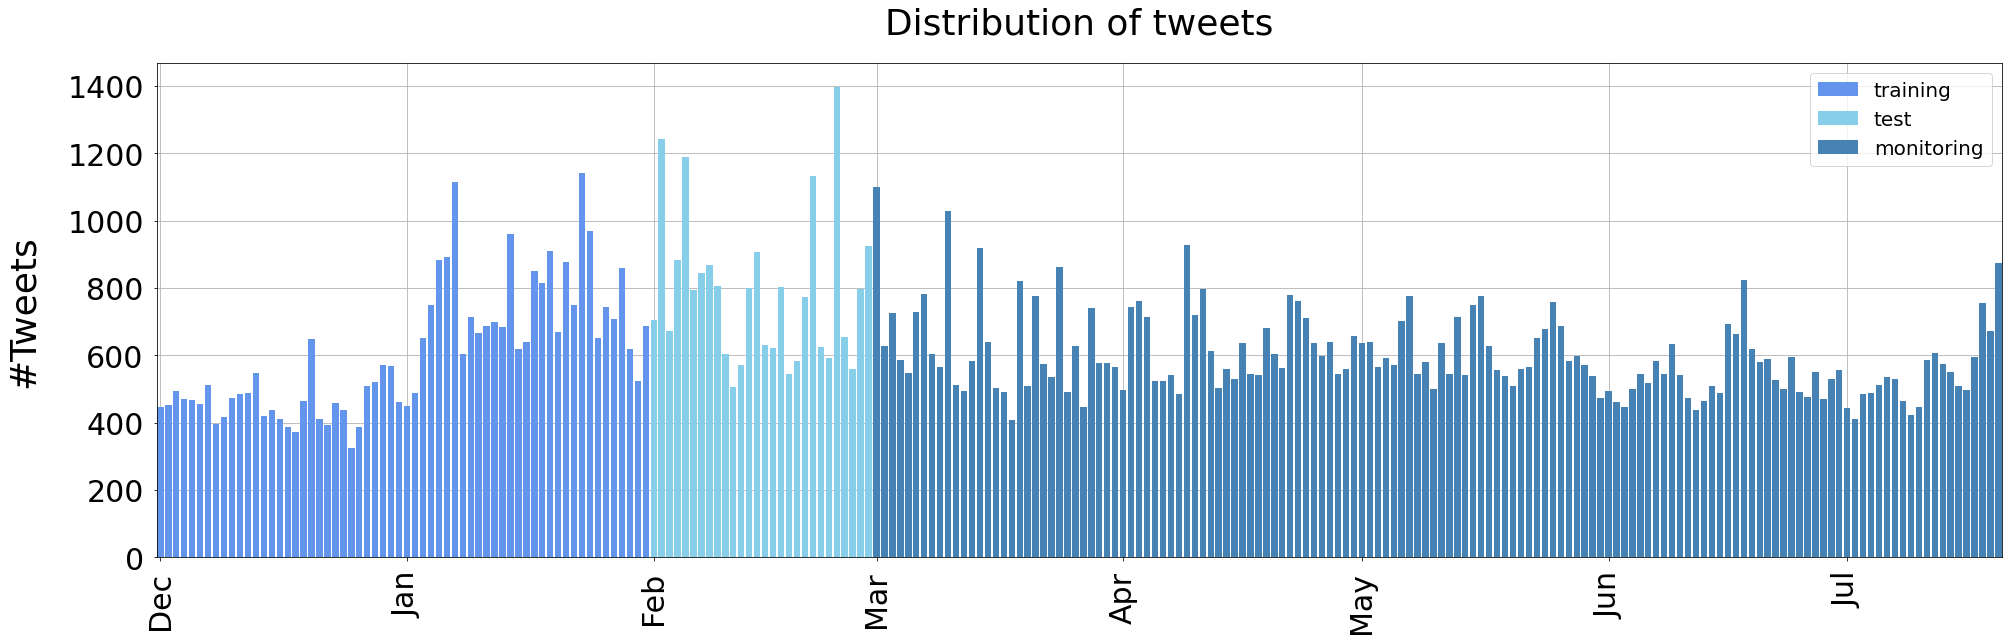 Distribution of tweets
#Tweets
1400
1200
1000
800
600
400
200
0
training
test
monitoring
Dec
Jan
Feb
Mar
Apr
May
Jun
Jul